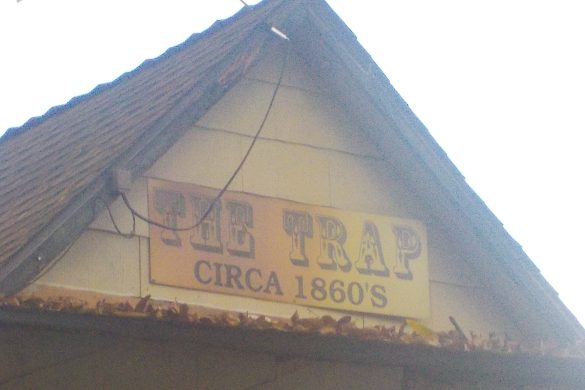 THE TRAP
CIRCA 1860'S